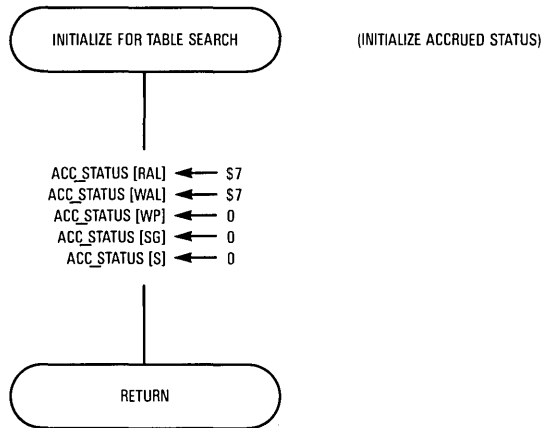 INITIALIZE FOR TABLE SEARCH (INITIALIZE ACCRUED STATUS)
ACC_STATUS [RAL] ← $7
ACC_STATUS [WAL] ← $7
ACC_STATUS [WP] ← 0
ACC_STATUS [SG] ← 0
ACC_STATUS [S] ← 0
RETURN